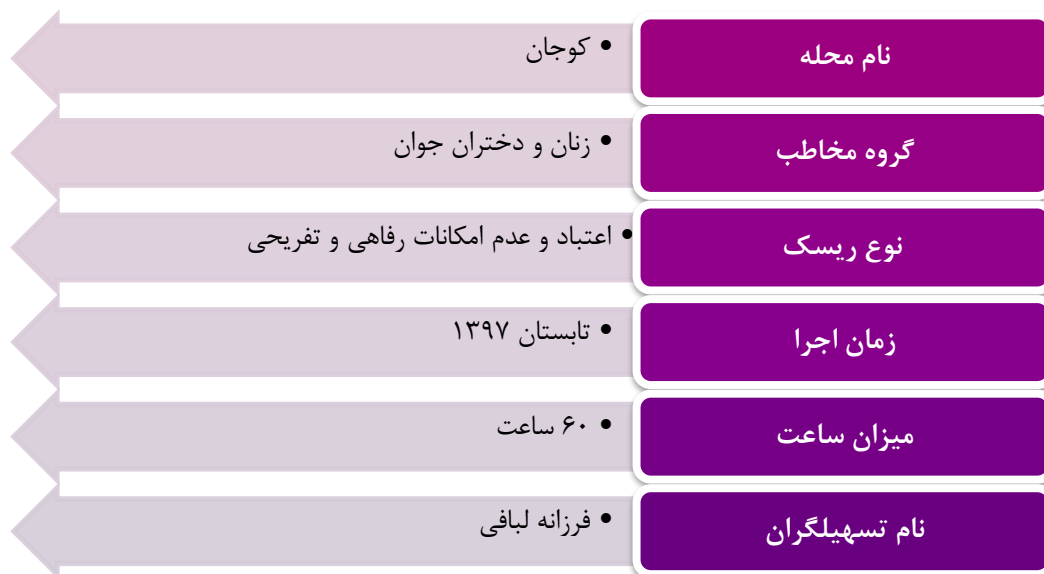 نام محله
• کوجان
گروه مخاطب
• زنان و دختران جوان
نوع ریسک
• اعتباد و عدم امکانات رفاهی و تفریحی
زمان اجرا
• تابستان ۱۳۹۷
میزان ساعت
• ۶۰ ساعت
نام تسهیلگران
• فرزانه لبافی